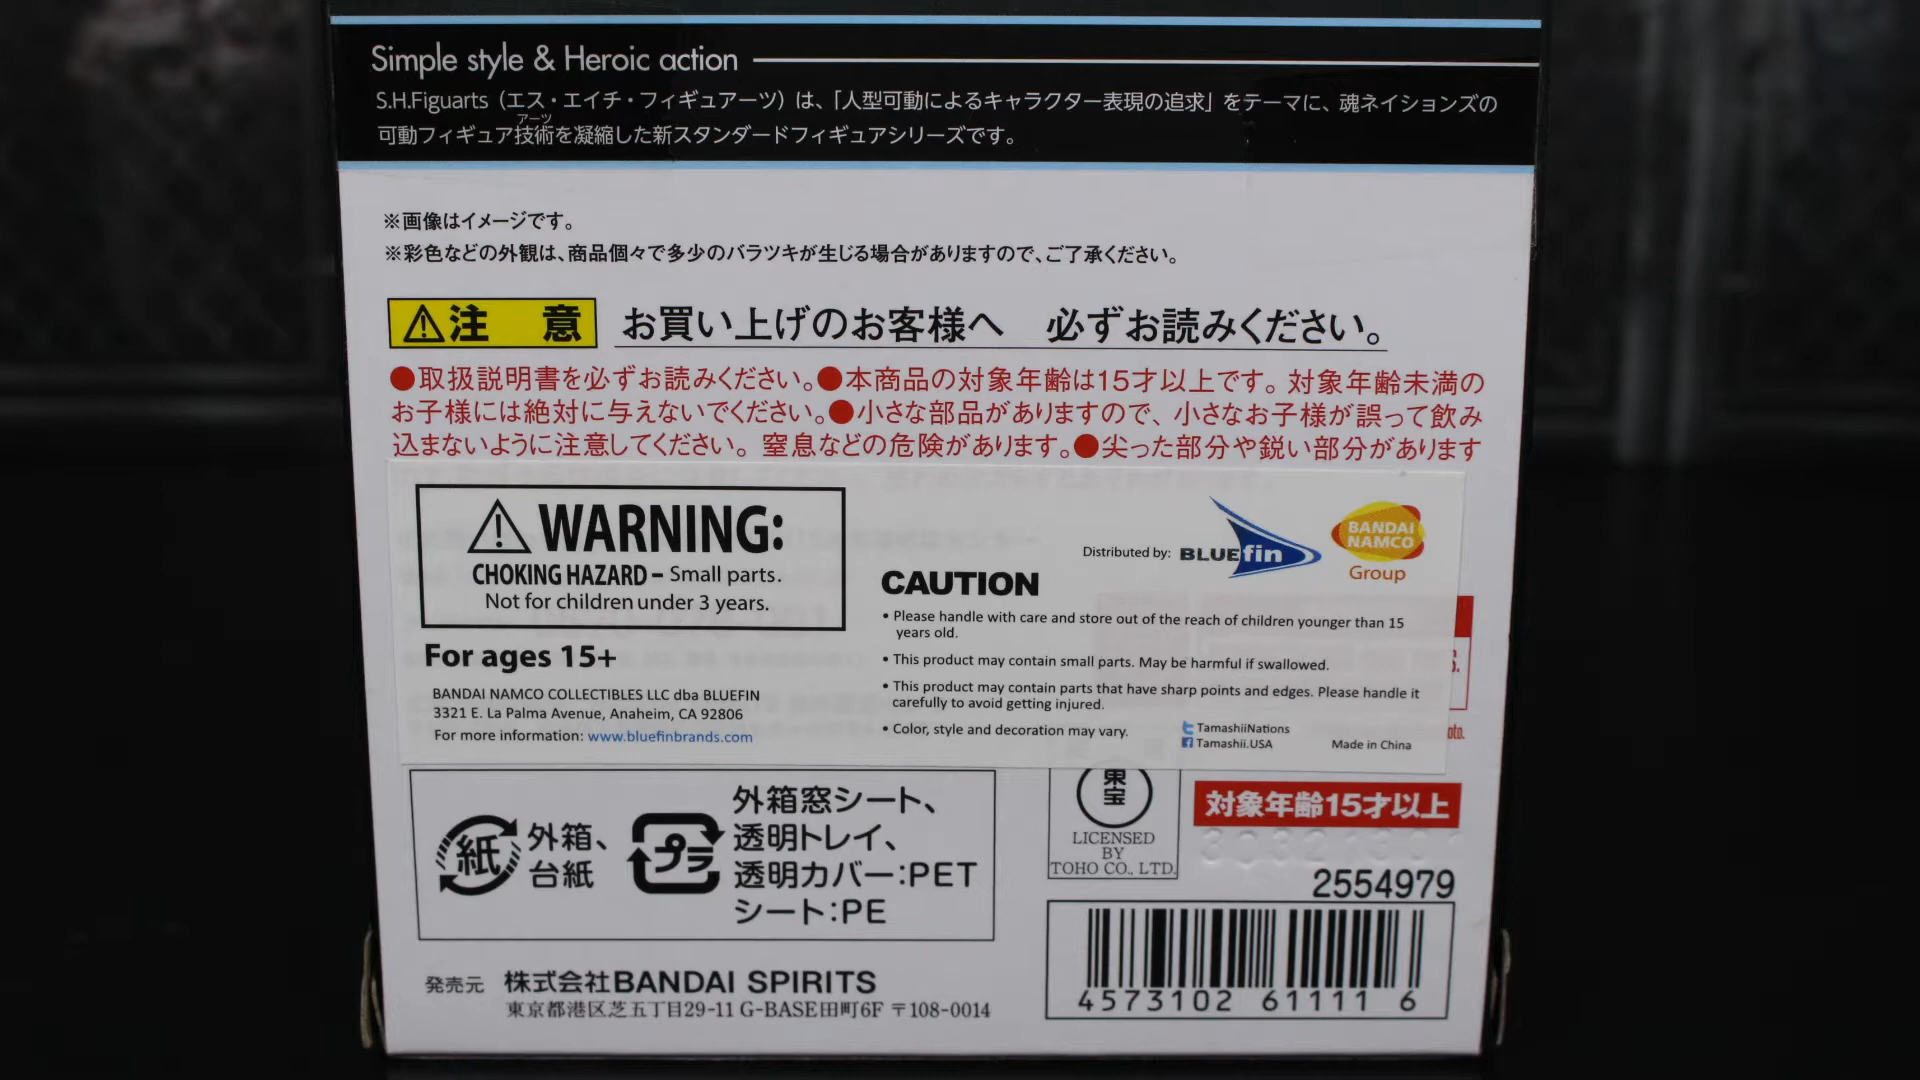 Simple style & Heroic action
S.H.Figuarts（エス・エイチ・フィギュアーツ）は、「人型可動によるキャラクター表現の追求」をテーマに、魂ネイションズの
アーツ
可動フィギュア技術を凝縮した新スタンダードフィギュアシリーズです。
※画像はイメージです。
※彩色などの外観は、商品個々で多少のバラツキが生じる場合がありますので、ご了承ください。
⚠注　意　お買い上げのお客様へ　必ずお読みください。
●取扱説明書を必ずお読みください。●本商品の対象年齢は15才以上です。対象年齢未満の
お子様には絶対に与えないでください。●小さな部品がありますので、小さなお子様が誤って飲み
込まないように注意してください。窒息などの危険があります。●尖った部分や鋭い部分があります
⚠WARNING:
CHOKING HAZARD – Small parts.
Not for children under 3 years.
For ages 15+
BANDAI NAMCO COLLECTIBLES LLC dba BLUEFIN
3321 E. La Palma Avenue, Anaheim, CA 92806
For more information: www.bluefinbrands.com
Distributed by: BLUEfin
BANDAI
NAMCO
Group
CAUTION
• Please handle with care and store out of the reach of children younger than 15
years old.
• This product may contain small parts. May be harmful if swallowed.
• This product may contain parts that have sharp points and edges. Please handle it
carefully to avoid getting injured.
• Color, style and decoration may vary.
TamashiiNations
Tamashii.USA
Made in China
紙
外箱、
台紙
プラ
外箱窓シート、
透明トレイ、
透明カバー：PET
シート：PE
東宝
LICENSED
BY
TOHO CO., LTD.
対象年齢15才以上
2554979
4573102 61111 6
発売元 株式会社BANDAI SPIRITS
東京都港区芝五丁目29-11 G-BASE田町6F 〒108-0014